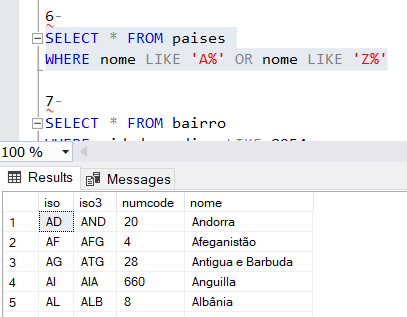 6-
SELECT * FROM paises
WHERE nome LIKE 'A%' OR nome LIKE 'Z%'
7-
SELECT * FROM bairro
100 %
Results Messages
iso iso3 numcode nome
1 AD AND 20 Andorra
2 AF AFG 4 Afeganistão
3 AG ATG 28 Antigua e Barbuda
4 AI AIA 660 Anguilla
5 AL ALB 8 Albânia